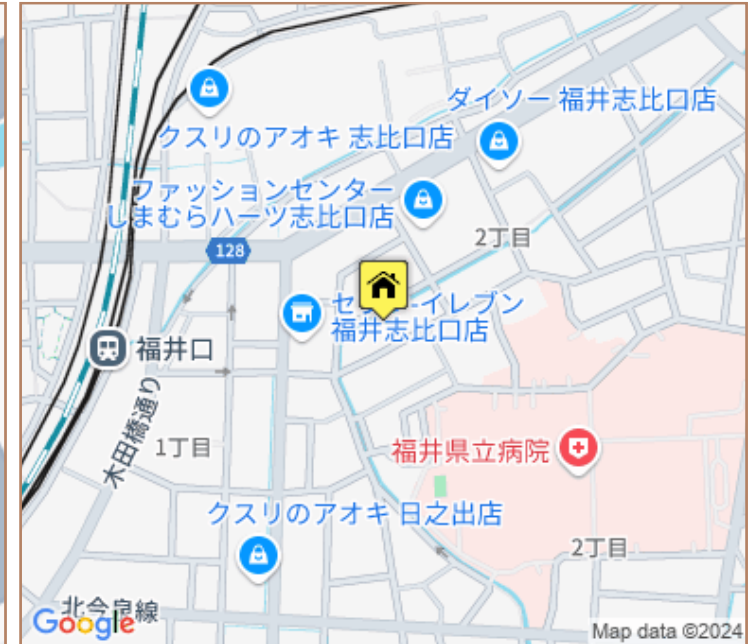 ダイソー 福井志比口店
クスリのアオキ 志比口店
ファッションセンター
しまむらハーツ志比口店
2丁目
128
セブン-イレブン
福井志比口店
福井口
木田橋通り
1丁目
福井県立病院
クスリのアオキ 日之出店
2丁目
北今泉線
Google
Map data ©2024